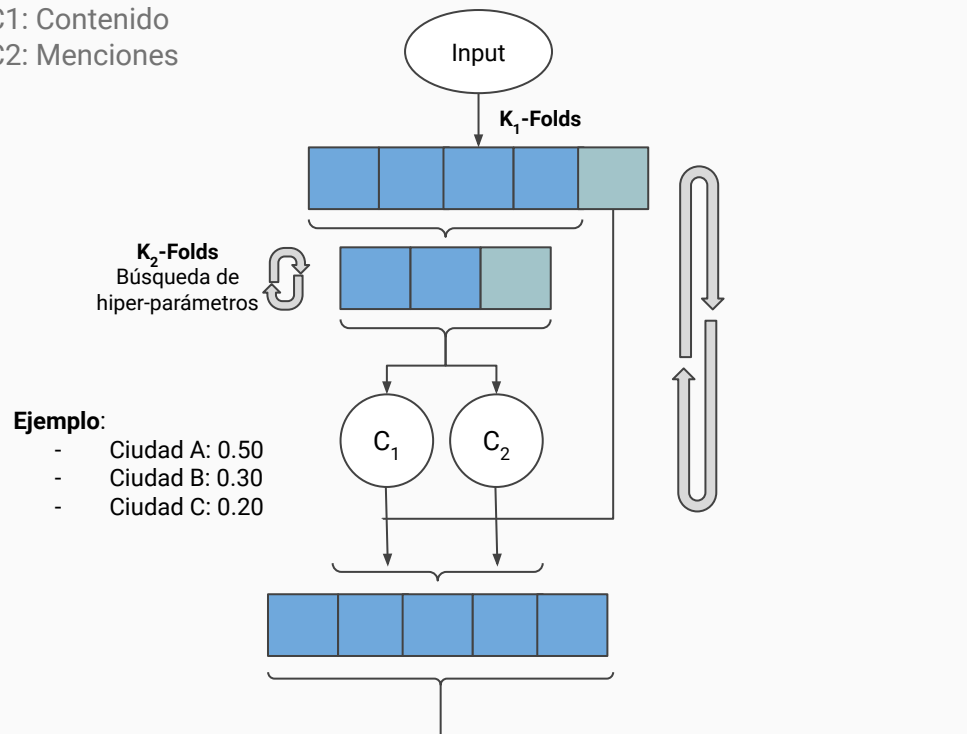 C1: Contenido
C2: Menciones
Input
K1-Folds
K2-Folds
Búsqueda de
hiper-parámetros
C1
C2
Ejemplo:
- Ciudad A: 0.50
- Ciudad B: 0.30
- Ciudad C: 0.20